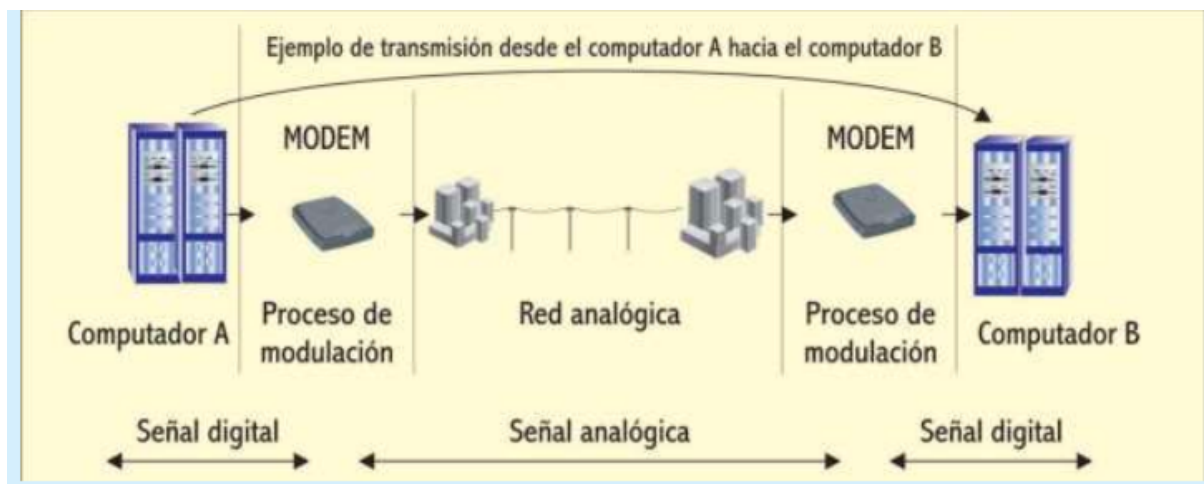 Ejemplo de transmisión desde el computador A hacia el computador B
MODEM
MODEM
Computador A
Proceso de
modulación
Red analógica
Proceso de
modulación
Computador B
Señal digital
Señal analógica
Señal digital